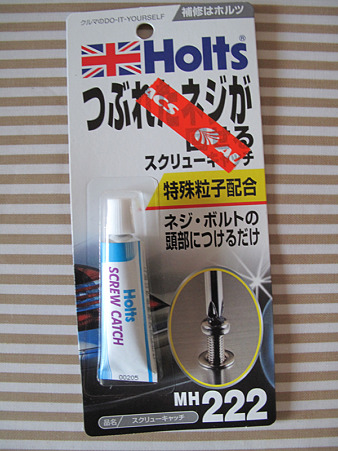 クルマのDO-IT-YOURSELF
補修はホルツ
Holts®
つぶれ ネジが
る
スクリューキャッチ
ACS
特殊粒子配合
ネジ・ボルトの
頭部につけるだけ
Holts
SCREW CATCH
00205
MH222
品名 スクリューキャッチ